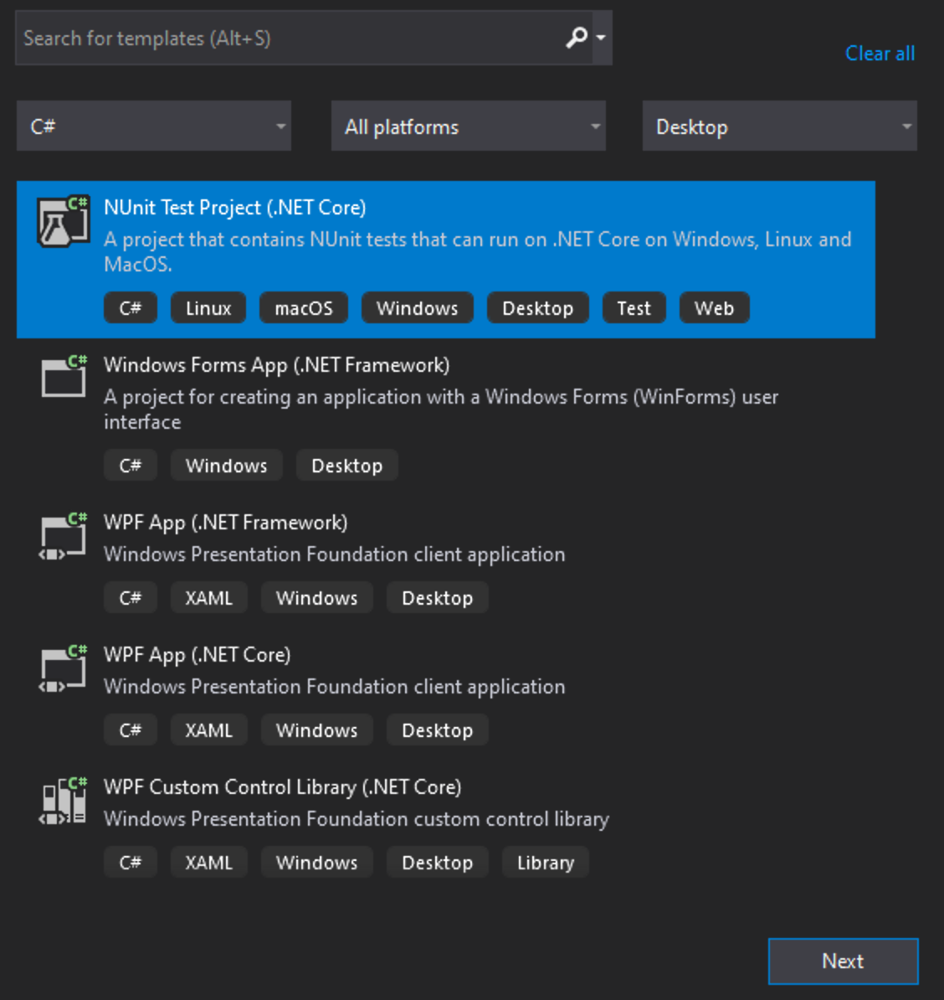 Search for templates (Alt+S)
Clear all
C# All platforms Desktop
C#
NUnit Test Project (.NET Core)
A project that contains NUnit tests that can run on .NET Core on Windows, Linux and
MacOS.
C# Linux macOS Windows Desktop Test Web
C#
Windows Forms App (.NET Framework)
A project for creating an application with a Windows Forms (WinForms) user
interface
C# Windows Desktop
C#
WPF App (.NET Framework)
Windows Presentation Foundation client application
C# XAML Windows Desktop
C#
WPF App (.NET Core)
Windows Presentation Foundation client application
C# XAML Windows Desktop
C#
WPF Custom Control Library (.NET Core)
Windows Presentation Foundation custom control library
C# XAML Windows Desktop Library
Next